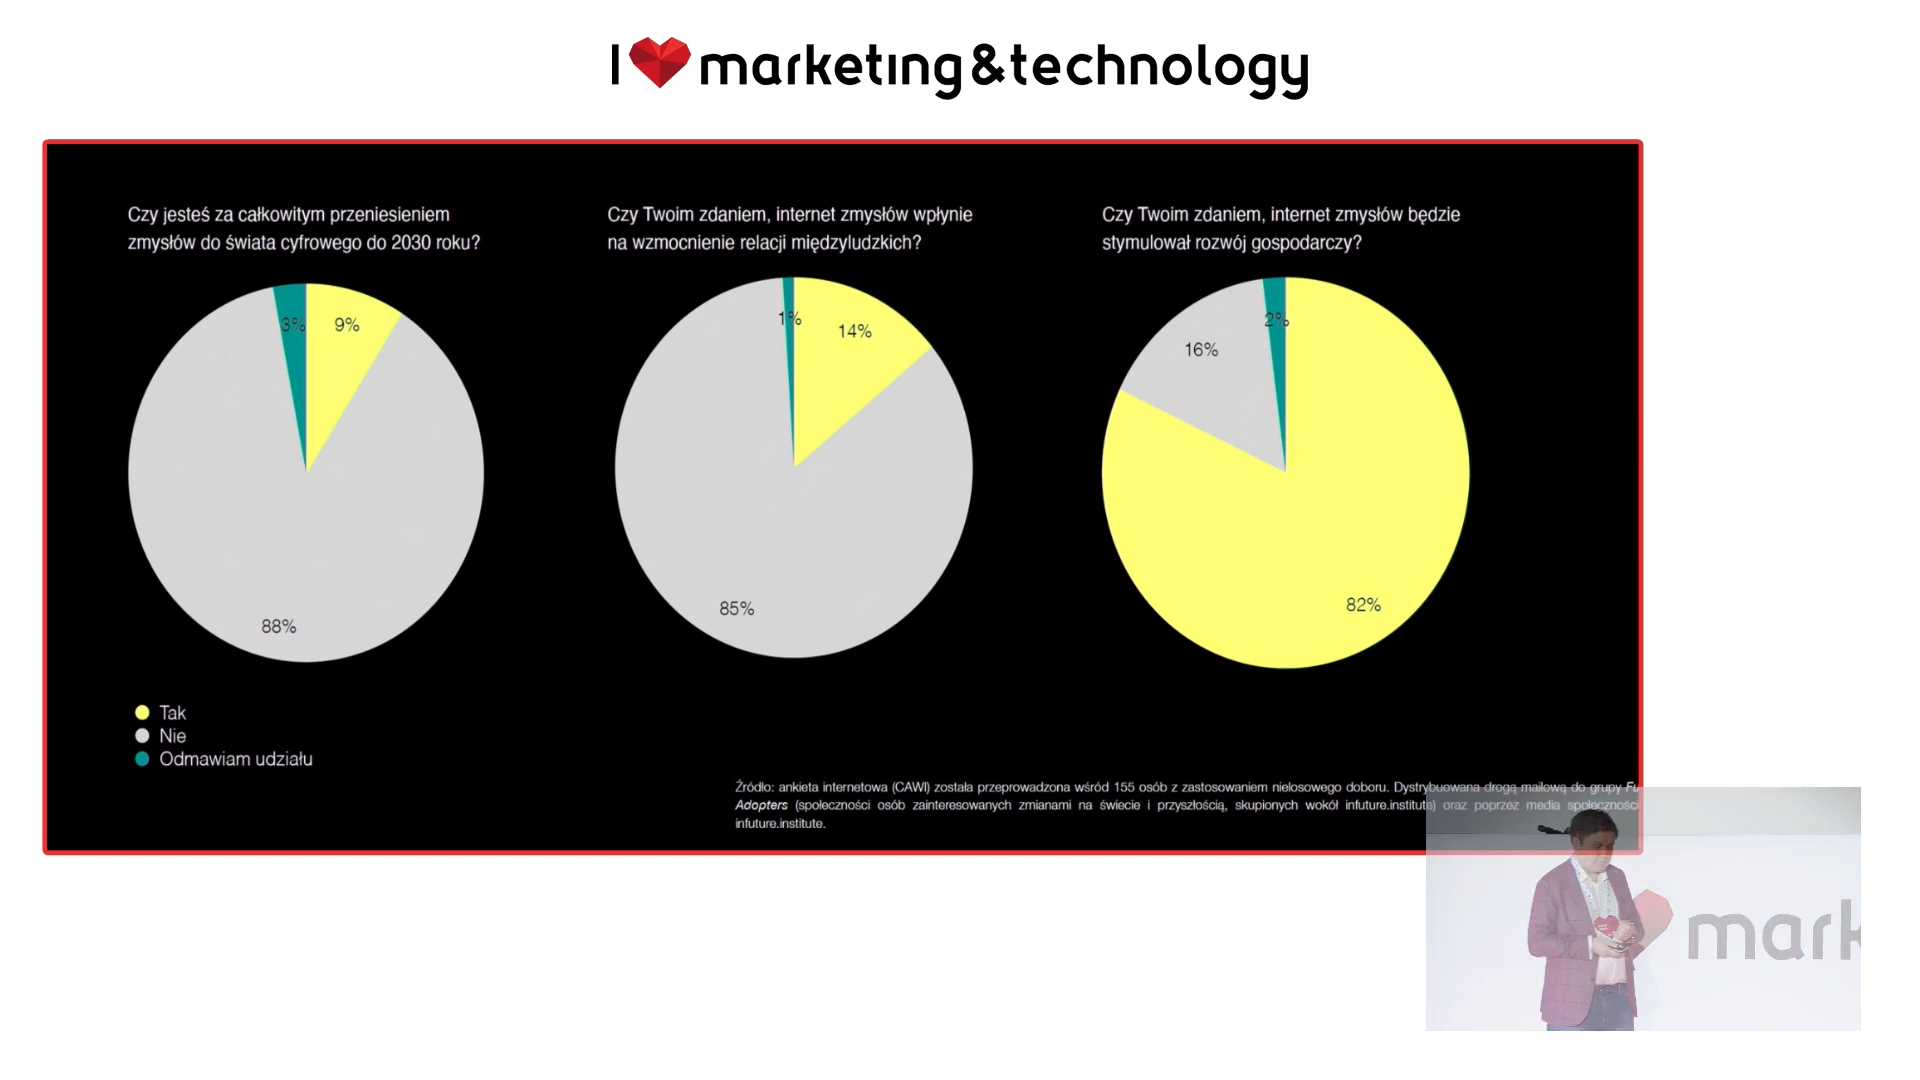 I marketing&technology
Czy jesteś za całkowitym przeniesieniem
zmysłów do świata cyfrowego do 2030 roku?
3%
9%
88%
Czy Twoim zdaniem, internet zmysłów wpłynie
na wzmocnienie relacji międzyludzkich?
1%
14%
85%
Czy Twoim zdaniem, internet zmysłów będzie
stymulował rozwój gospodarczy?
2%
16%
82%
Tak
Nie
Odmawiam udziału
Źródło: ankieta internetowa (CAWI) została przeprowadzona wśród 155 osób z zastosowaniem nielosowego doboru. Dystrybuowana drogą mailową do grupy Fu
Adopters (społeczności osób zainteresowanych zmianami na świecie i przyszłością, skupionych wokół infuture.institute) oraz poprzez media społeczności
infuture.institute.
mark